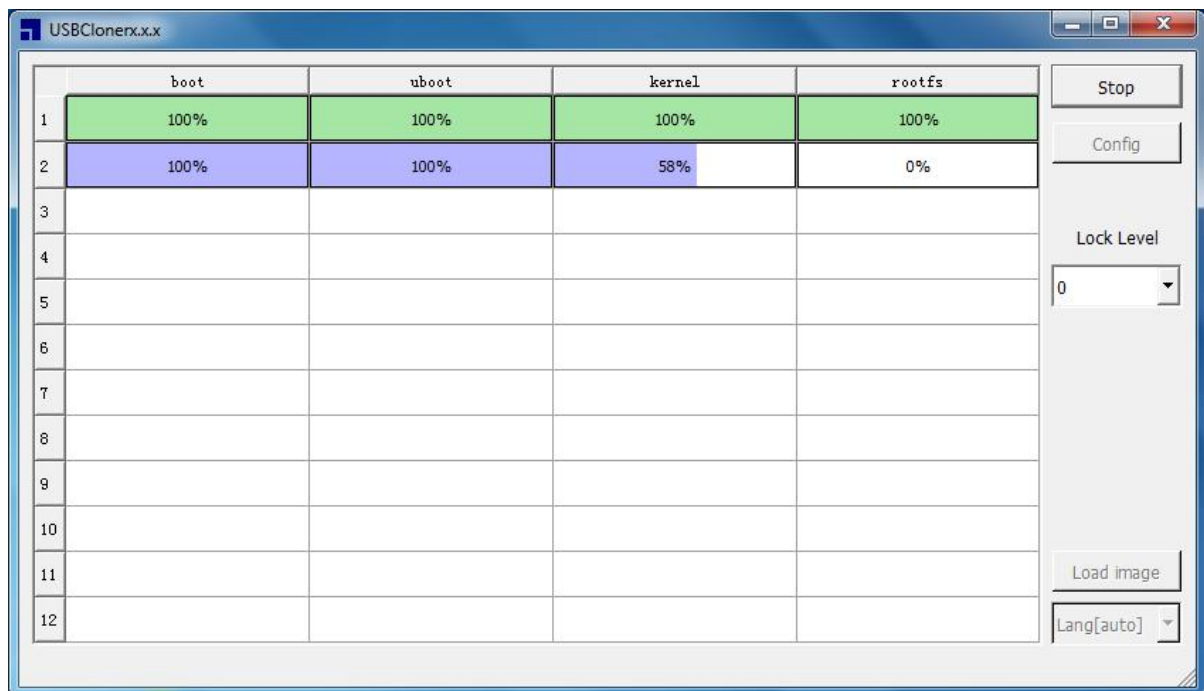 USBClonerx.x.x
boot uboot kernel rootfs
1 100% 100% 100% 100%
2 100% 100% 58% 0%
3
4
5
6
7
8
9
10
11
12
Stop
Config
Lock Level
0
Load image
Lang[auto]